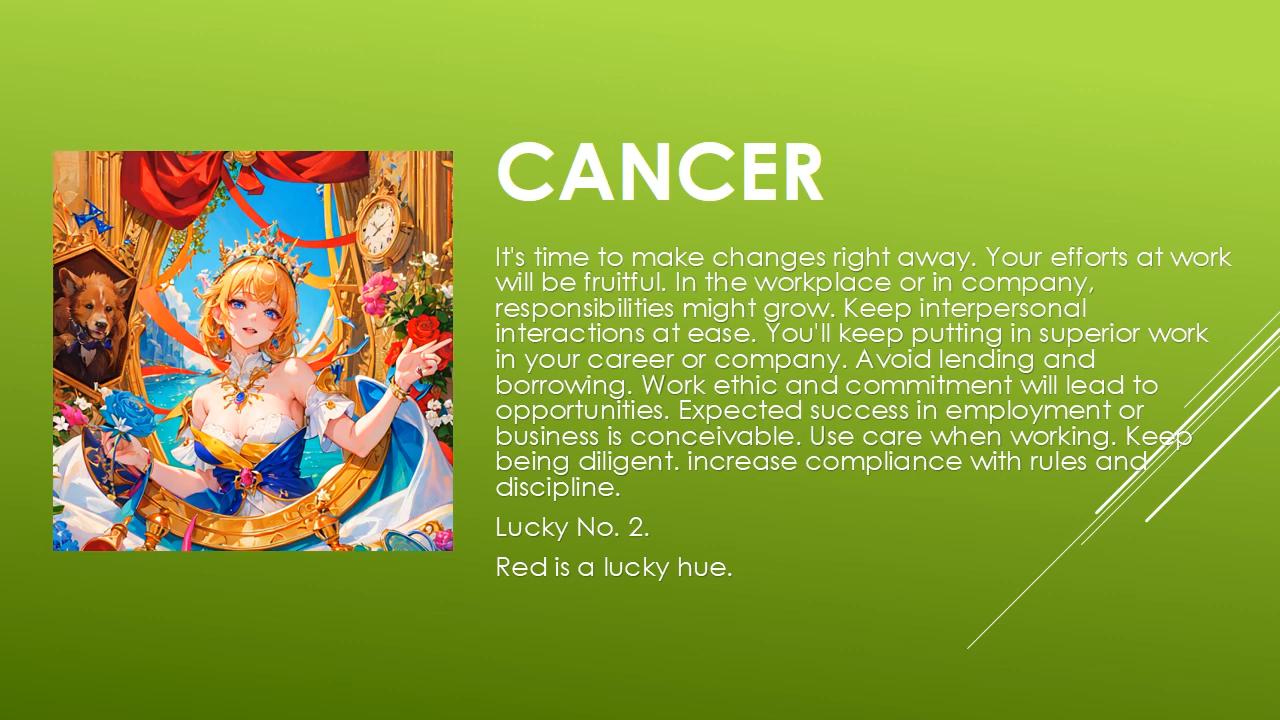 CANCER
It's time to make changes right away. Your efforts at work
will be fruitful. In the workplace or in company,
responsibilities might grow. Keep interpersonal
interactions at ease. You'll keep putting in superior work
in your career or company. Avoid lending and
borrowing. Work ethic and commitment will lead to
opportunities. Expected success in employment or
business is conceivable. Use care when working. Keep
being diligent. increase compliance with rules and
discipline.
Lucky No. 2.
Red is a lucky hue.